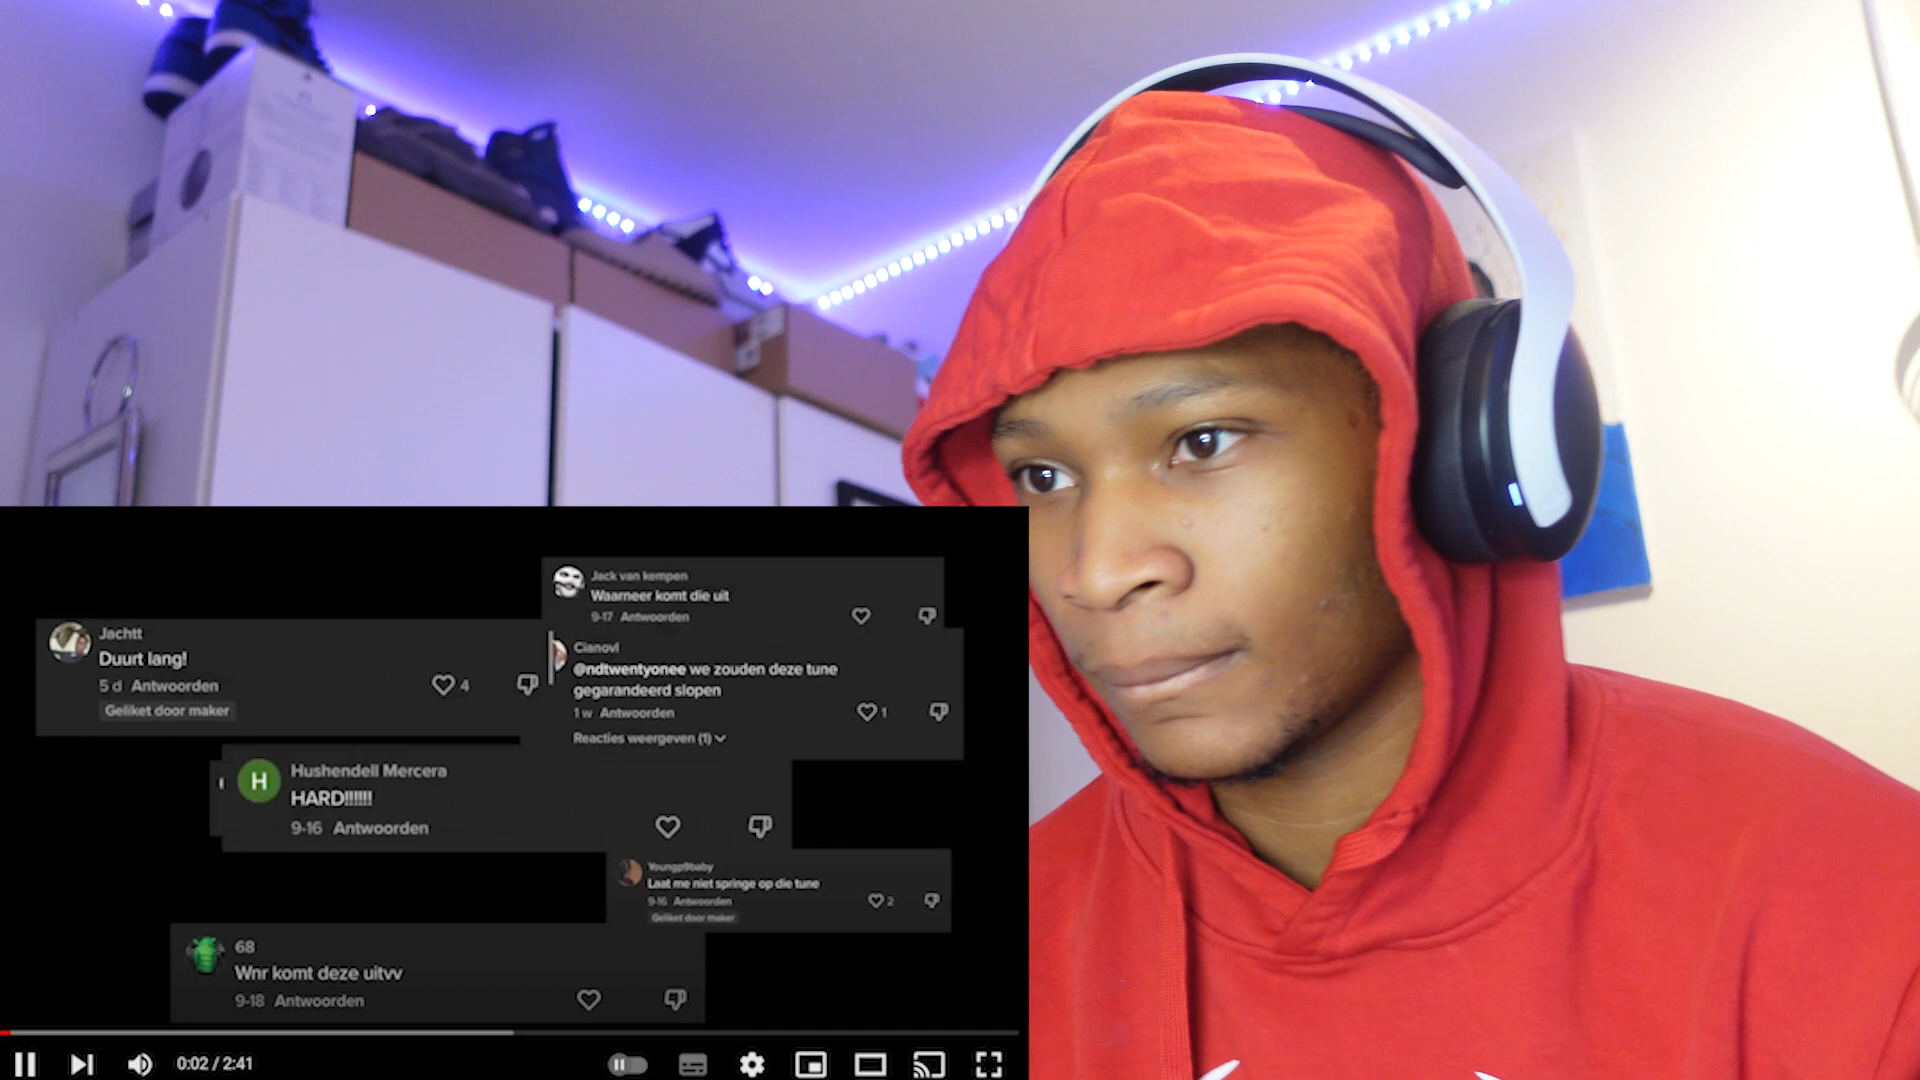 Jack van kempen
Waarneer komt die uit
9-17 Antwoorden
Jachtt
Duurt lang!
5 d Antwoorden
4
Geliket door maker
Cianovl
@ndtwentyonee we zouden deze tune
gegarandeerd slopen
1 w Antwoorden
1
Reacties weergeven (1)
H
Hushendell Mercera
HARD!!!!!!
9-16 Antwoorden
Youngp9baby
Laat me niet springe op die tune
9-16 Antwoorden
2
Geliket door maker
68
Wnr komt deze uitvv
9-18 Antwoorden
0:02 / 2:41